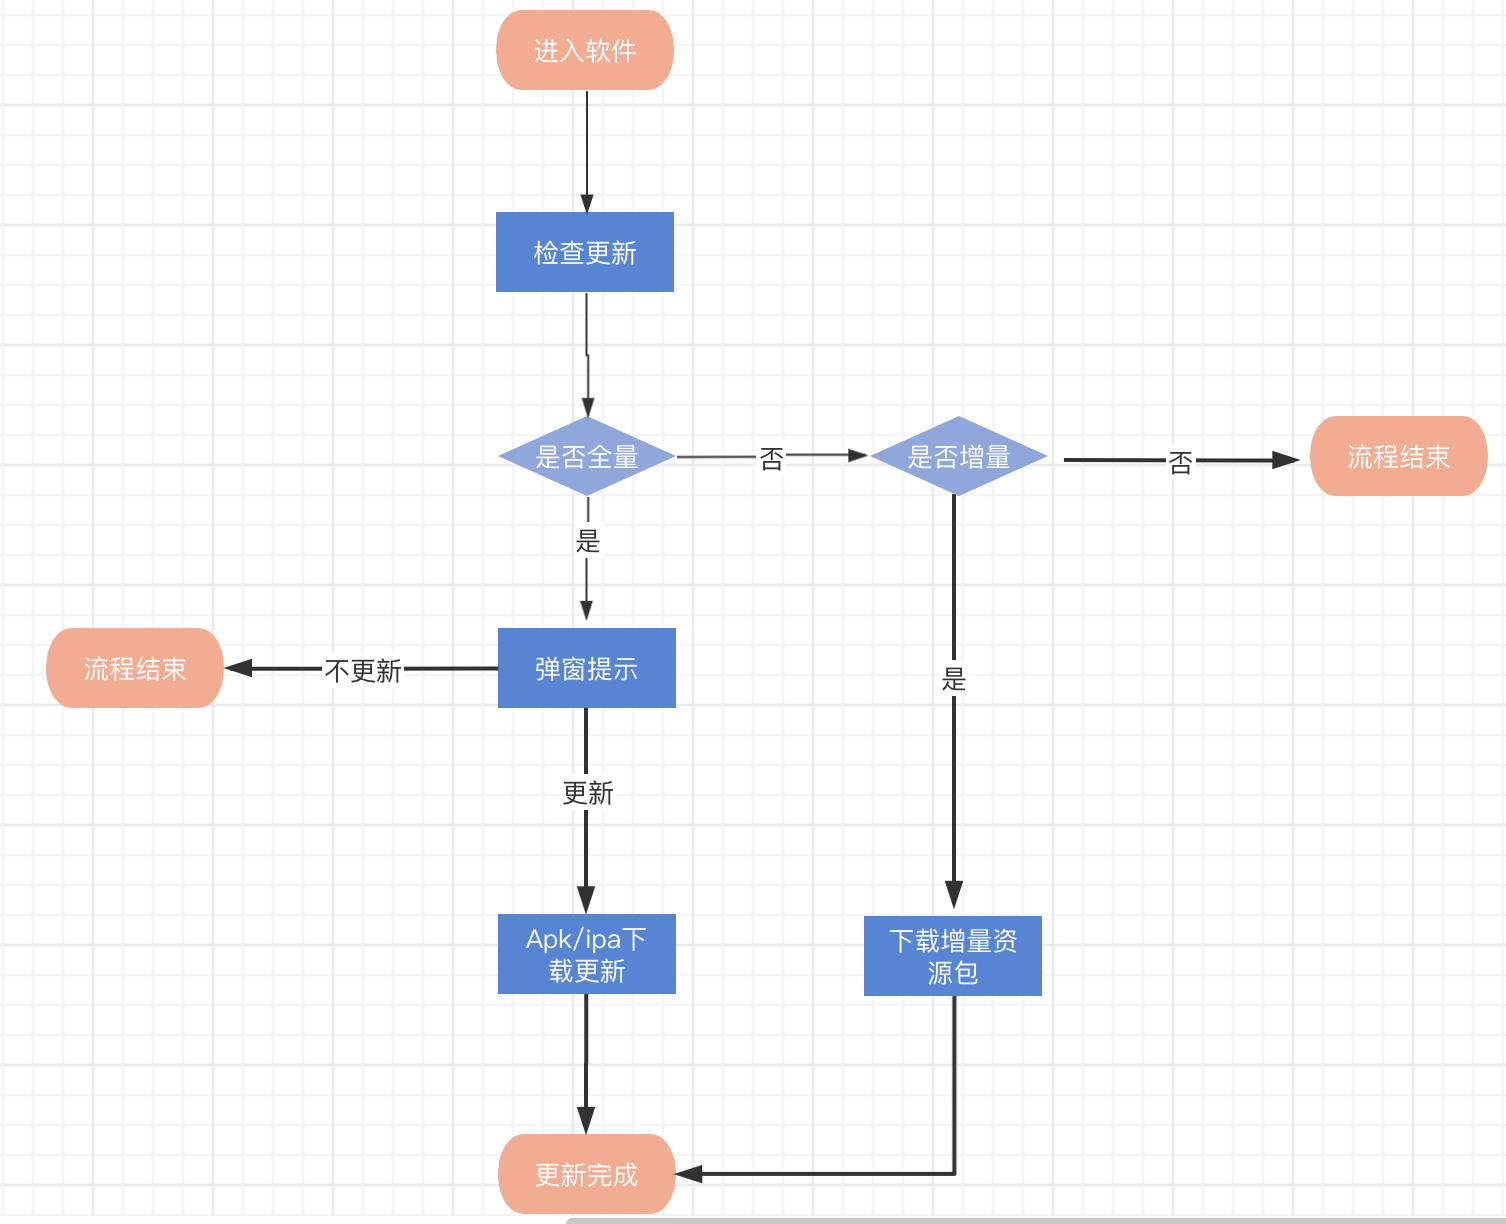 进入软件
检查更新
是否全量
否
是否增量
否
流程结束
是
流程结束
不更新
弹窗提示
是
更新
Apk/ipa下
载更新
下载增量资
源包
更新完成